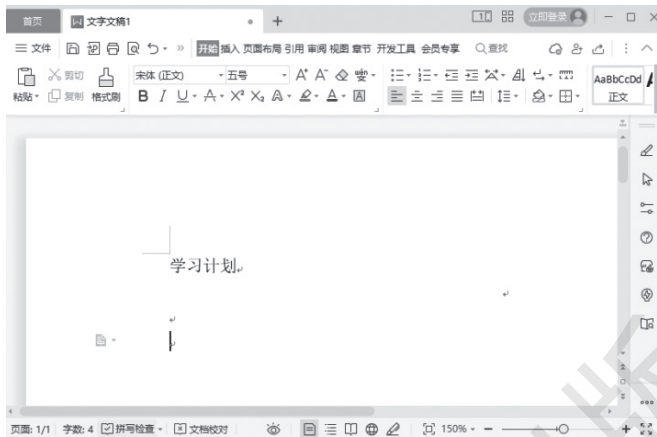 首页 文字文稿1 立即登录
三 文件 开始 插入 页面布局 引用 审阅 视图 章节 开发工具 会员专享 查找
剪切 宋体 (正文) 五号 A⁺ A⁻ AaBbCcDd
粘贴 复制 格式刷 B I U A X² X₂ A A A 正文
学习计划
页面: 1/1 字数: 4 拼写检查 文档校对 150%